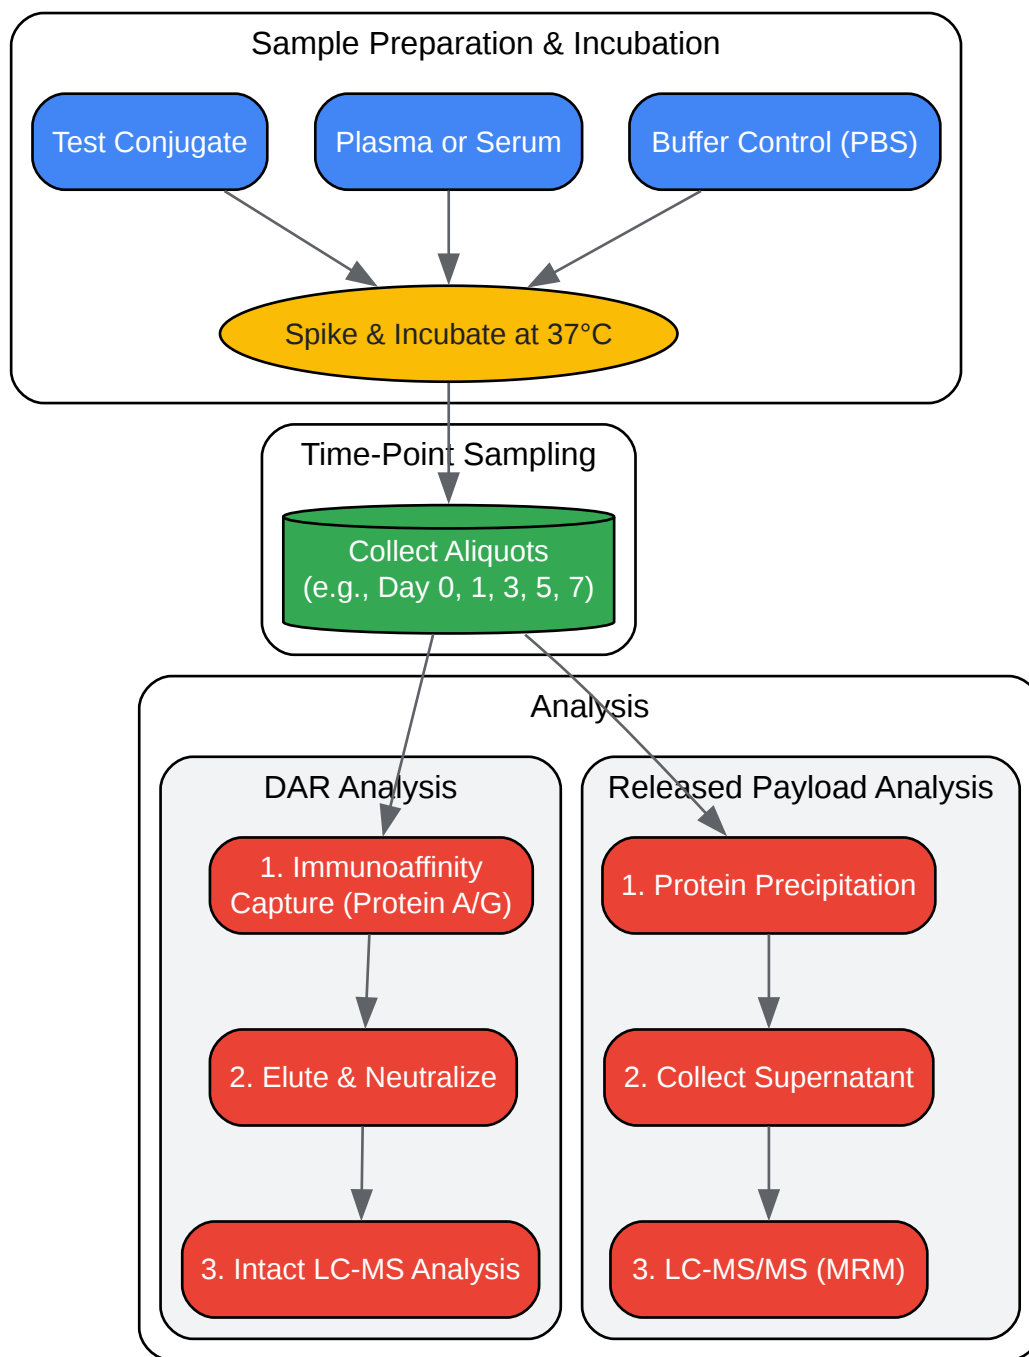 Sample Preparation & Incubation
Test Conjugate
Plasma or Serum
Buffer Control (PBS)
Spike & Incubate at 37°C
Time-Point Sampling
Collect Aliquots
(e.g., Day 0, 1, 3, 5, 7)
Analysis
DAR Analysis
1. Immunoaffinity
Capture (Protein A/G)
2. Elute & Neutralize
3. Intact LC-MS Analysis
Released Payload Analysis
1. Protein Precipitation
2. Collect Supernatant
3. LC-MS/MS (MRM)